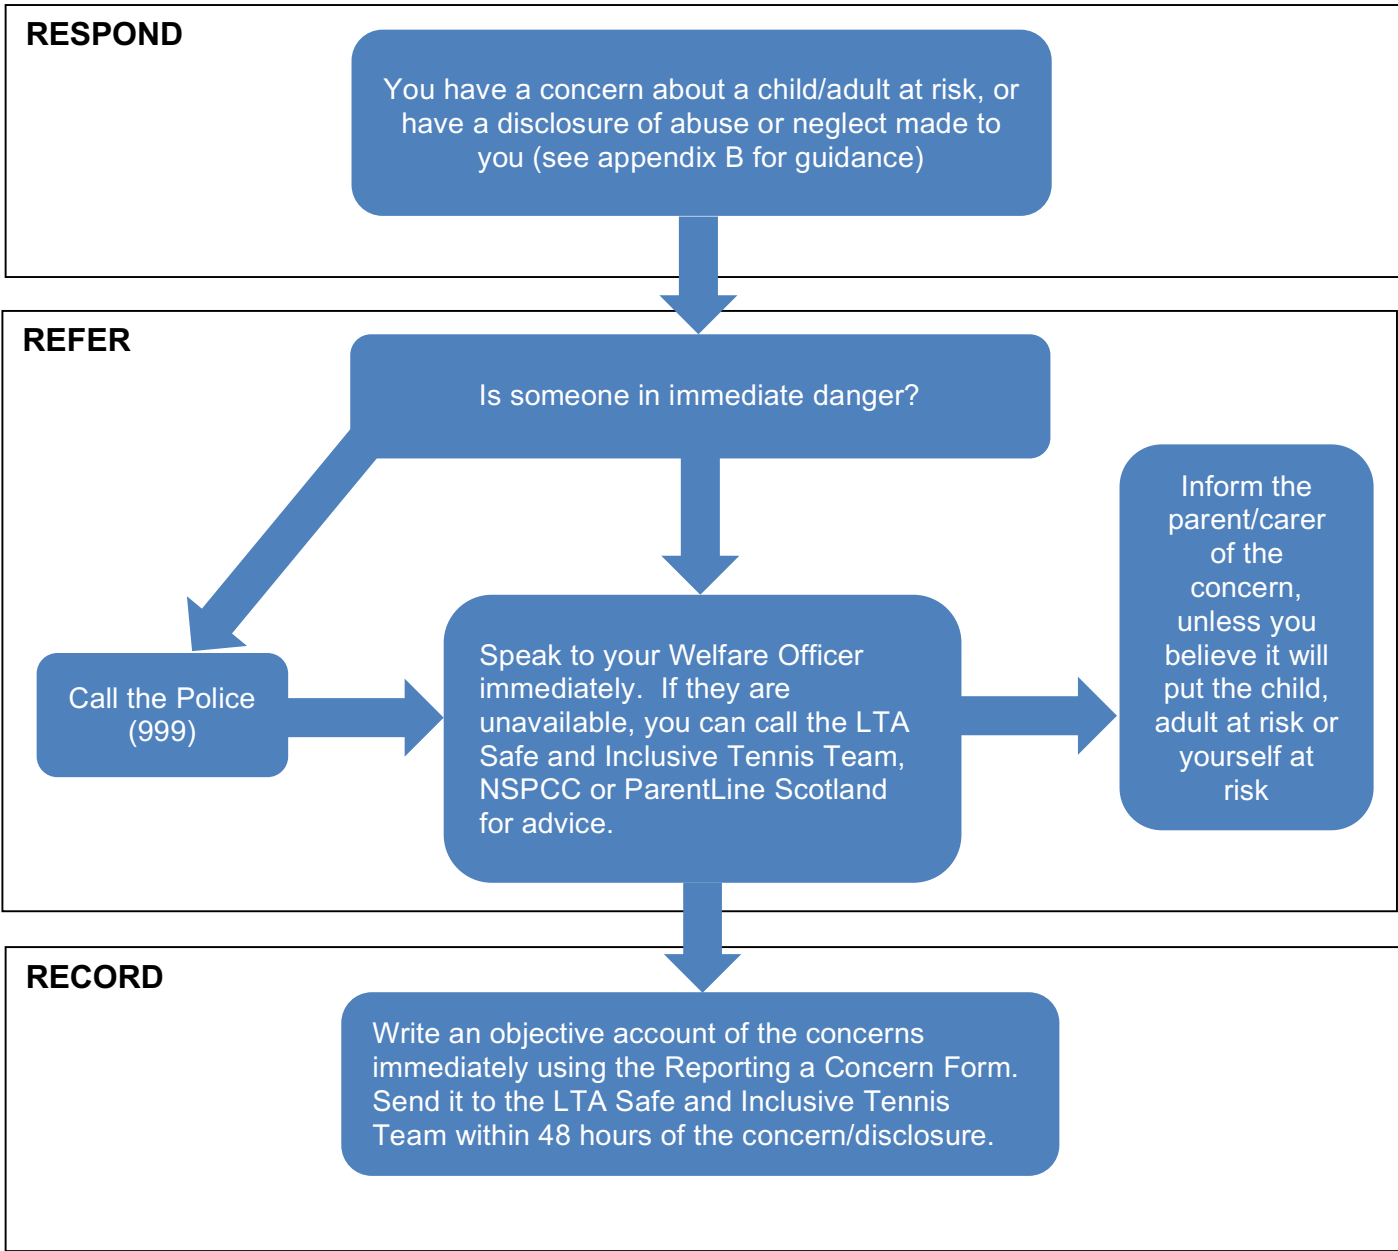 RESPOND
You have a concern about a child/adult at risk, or
have a disclosure of abuse or neglect made to
you (see appendix B for guidance)
REFER
Is someone in immediate danger?
Call the Police
(999)
Speak to your Welfare Officer
immediately.  If they are
unavailable, you can call the LTA
Safe and Inclusive Tennis Team,
NSPCC or ParentLine Scotland
for advice.
Inform the
parent/carer
of the
concern,
unless you
believe it will
put the child,
adult at risk or
yourself at
risk
RECORD
Write an objective account of the concerns
immediately using the Reporting a Concern Form.
Send it to the LTA Safe and Inclusive Tennis
Team within 48 hours of the concern/disclosure.